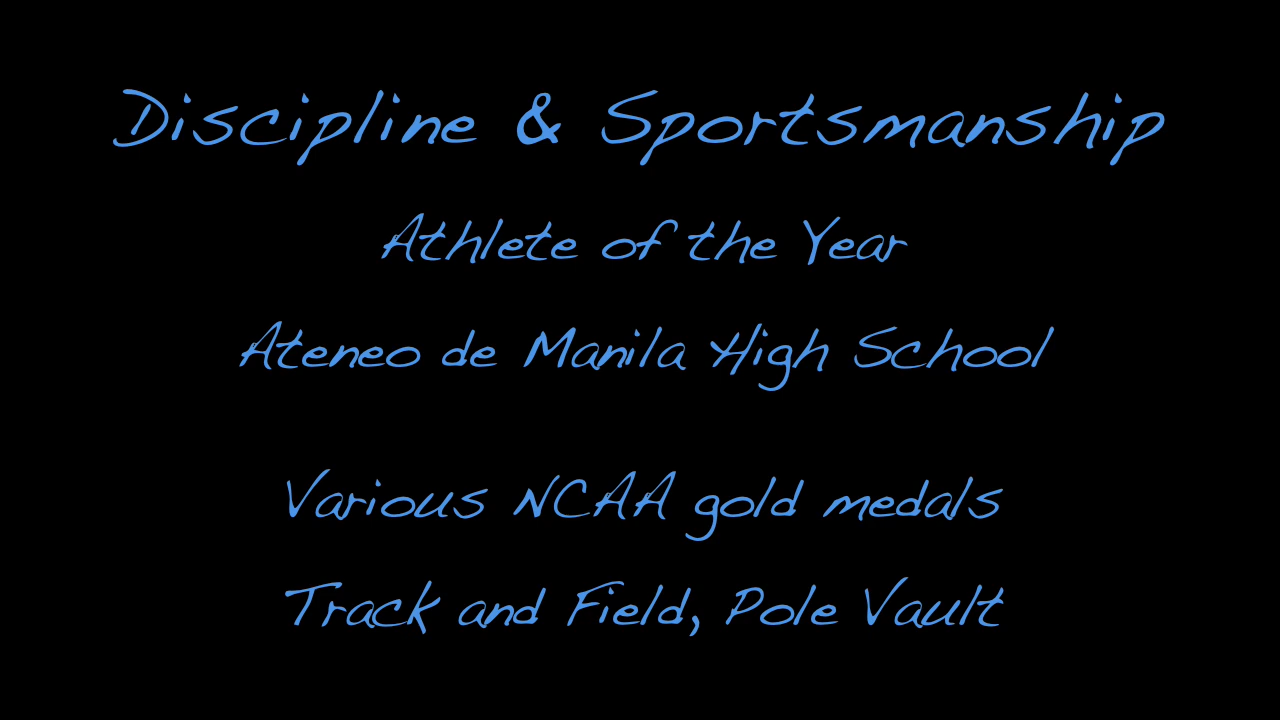 Discipline & Sportsmanship
Athlete of the Year
Ateneo de Manila High School
Various NCAA gold medals
Track and Field, Pole Vault